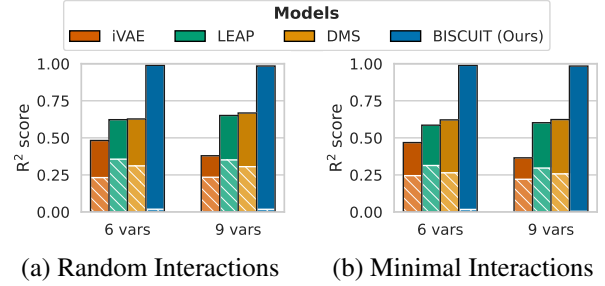 Models
iVAE LEAP DMS BISCUIT (Ours)
1.00 1.00
0.75 0.75
R² score R² score
0.50 0.50
0.25 0.25
0.00 0.00
6 vars 9 vars 6 vars 9 vars
(a) Random Interactions (b) Minimal Interactions